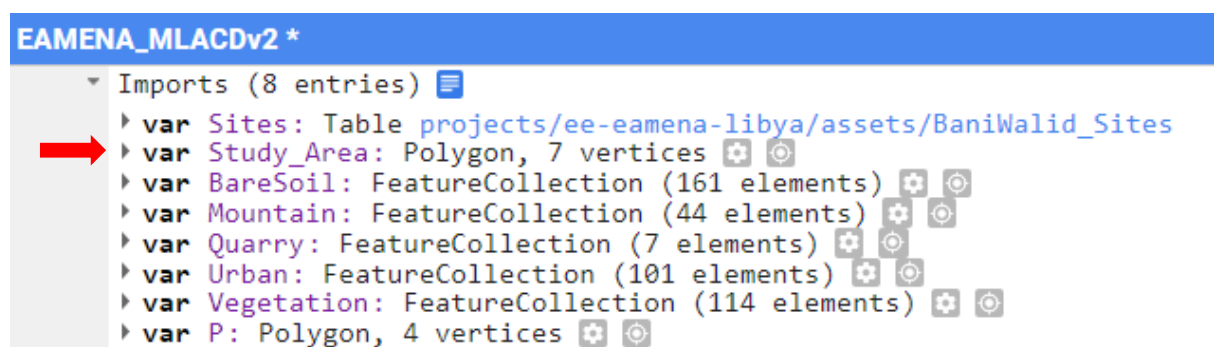 EAMENA_MLACDv2 *
Imports (8 entries)
var Sites: Table projects/ee-eamena-libya/assets/BaniWalid_Sites
var Study_Area: Polygon, 7 vertices
var BareSoil: FeatureCollection (161 elements)
var Mountain: FeatureCollection (44 elements)
var Quarry: FeatureCollection (7 elements)
var Urban: FeatureCollection (101 elements)
var Vegetation: FeatureCollection (114 elements)
var P: Polygon, 4 vertices